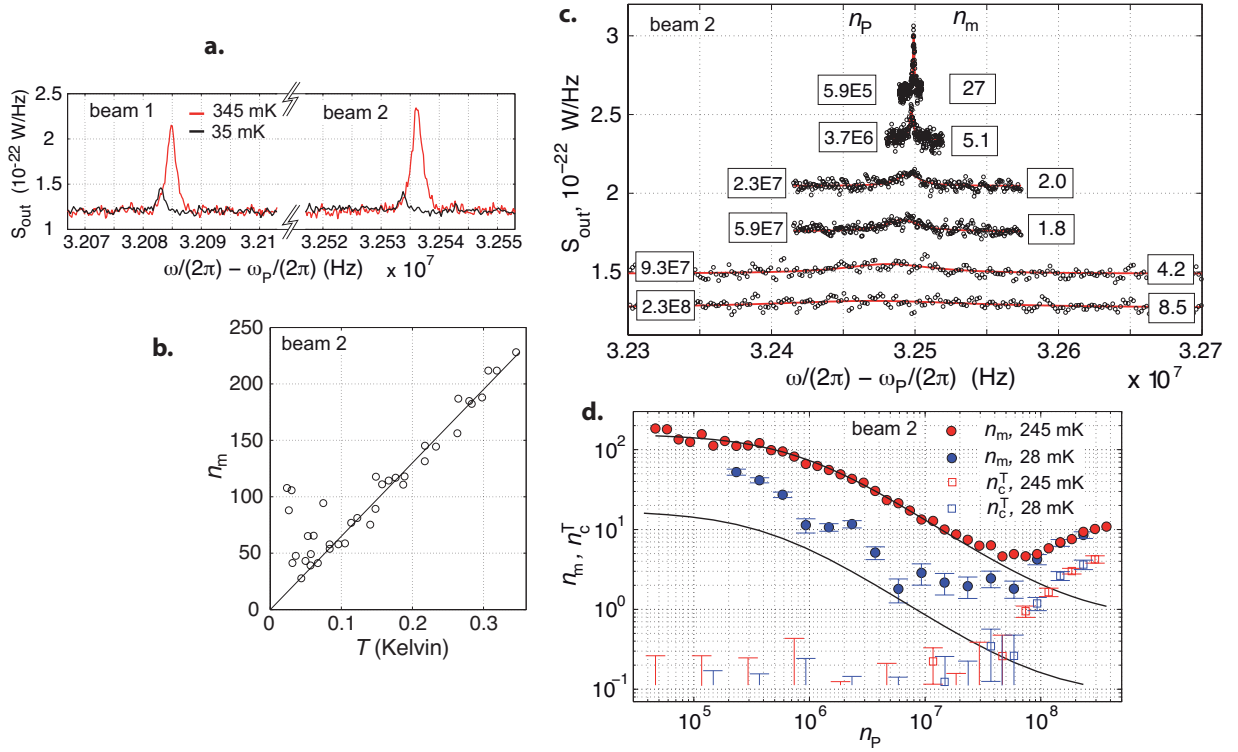 a.
beam 1
345 mK
35 mK
beam 2
2.5
2
1.5
1
S_out (10^-22 W/Hz)
3.207 3.208 3.209 3.21 3.252 3.253 3.254 3.255
ω/(2π) − ω_P/(2π) (Hz) x 10^7
b.
beam 2
250
200
150
100
50
0
n_m
0 0.1 0.2 0.3
T (Kelvin)
c.
beam 2
n_P n_m
3
2.5
2
1.5
S_out, 10^-22 W/Hz
5.9E5 27
3.7E6 5.1
2.3E7 2.0
5.9E7 1.8
9.3E7 4.2
2.3E8 8.5
3.23 3.24 3.25 3.26 3.27
ω/(2π) − ω_P/(2π) (Hz) x 10^7
d.
beam 2
n_m, 245 mK
n_m, 28 mK
n_c^T, 245 mK
n_c^T, 28 mK
10^2
10^1
10^0
10^-1
n_m, n_c^T
10^5 10^6 10^7 10^8
n_P